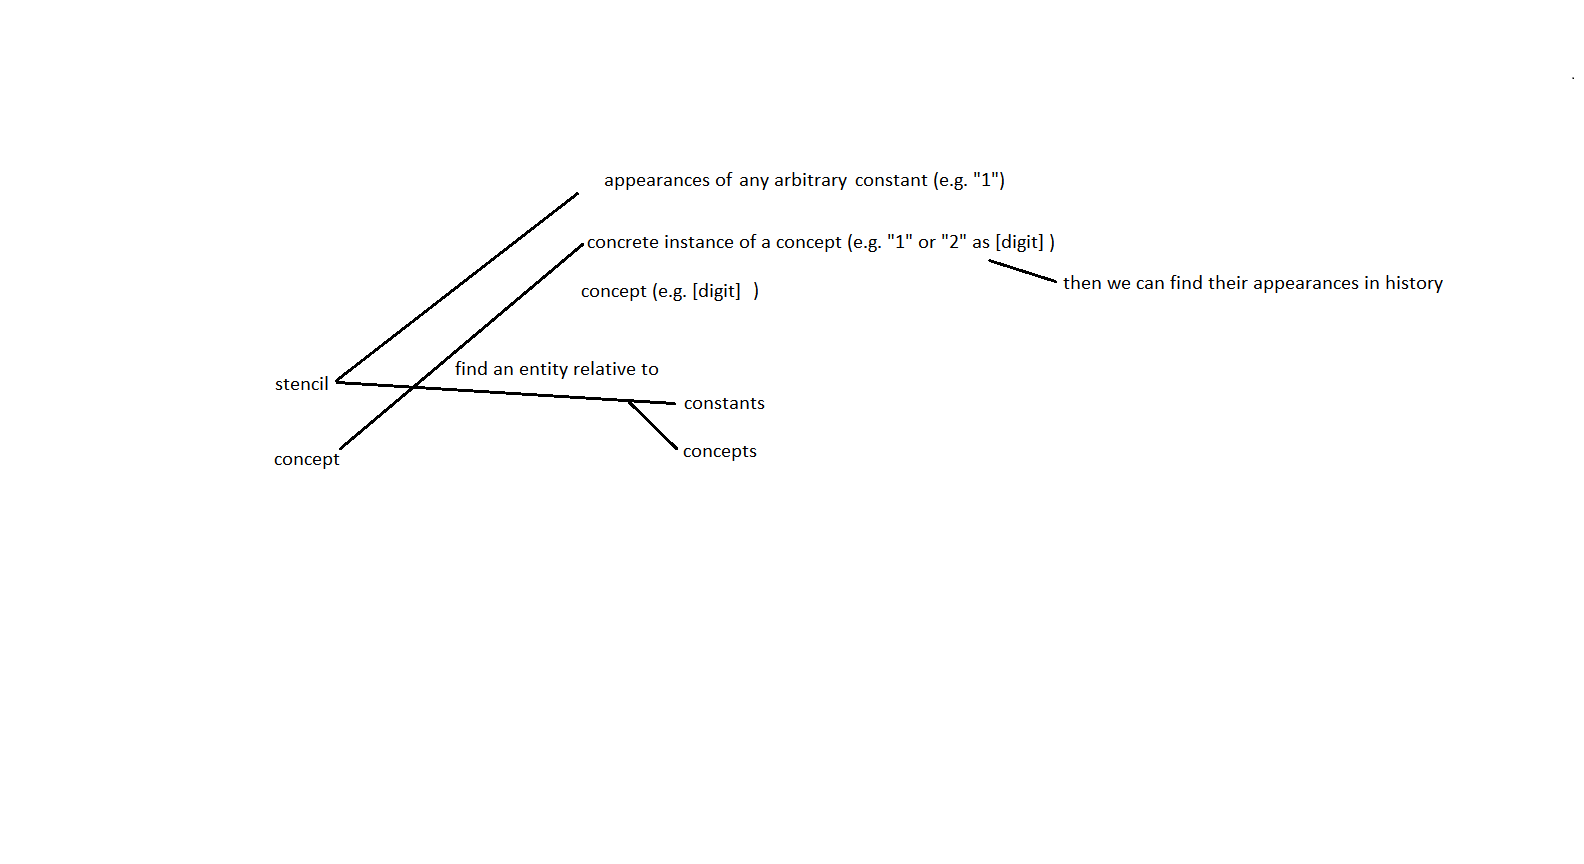 appearances of any arbitrary constant (e.g. "1")
concrete instance of a concept (e.g. "1" or "2" as [digit] )
then we can find their appearances in history
concept (e.g. [digit]  )
find an entity relative to
stencil
constants
concepts
concept